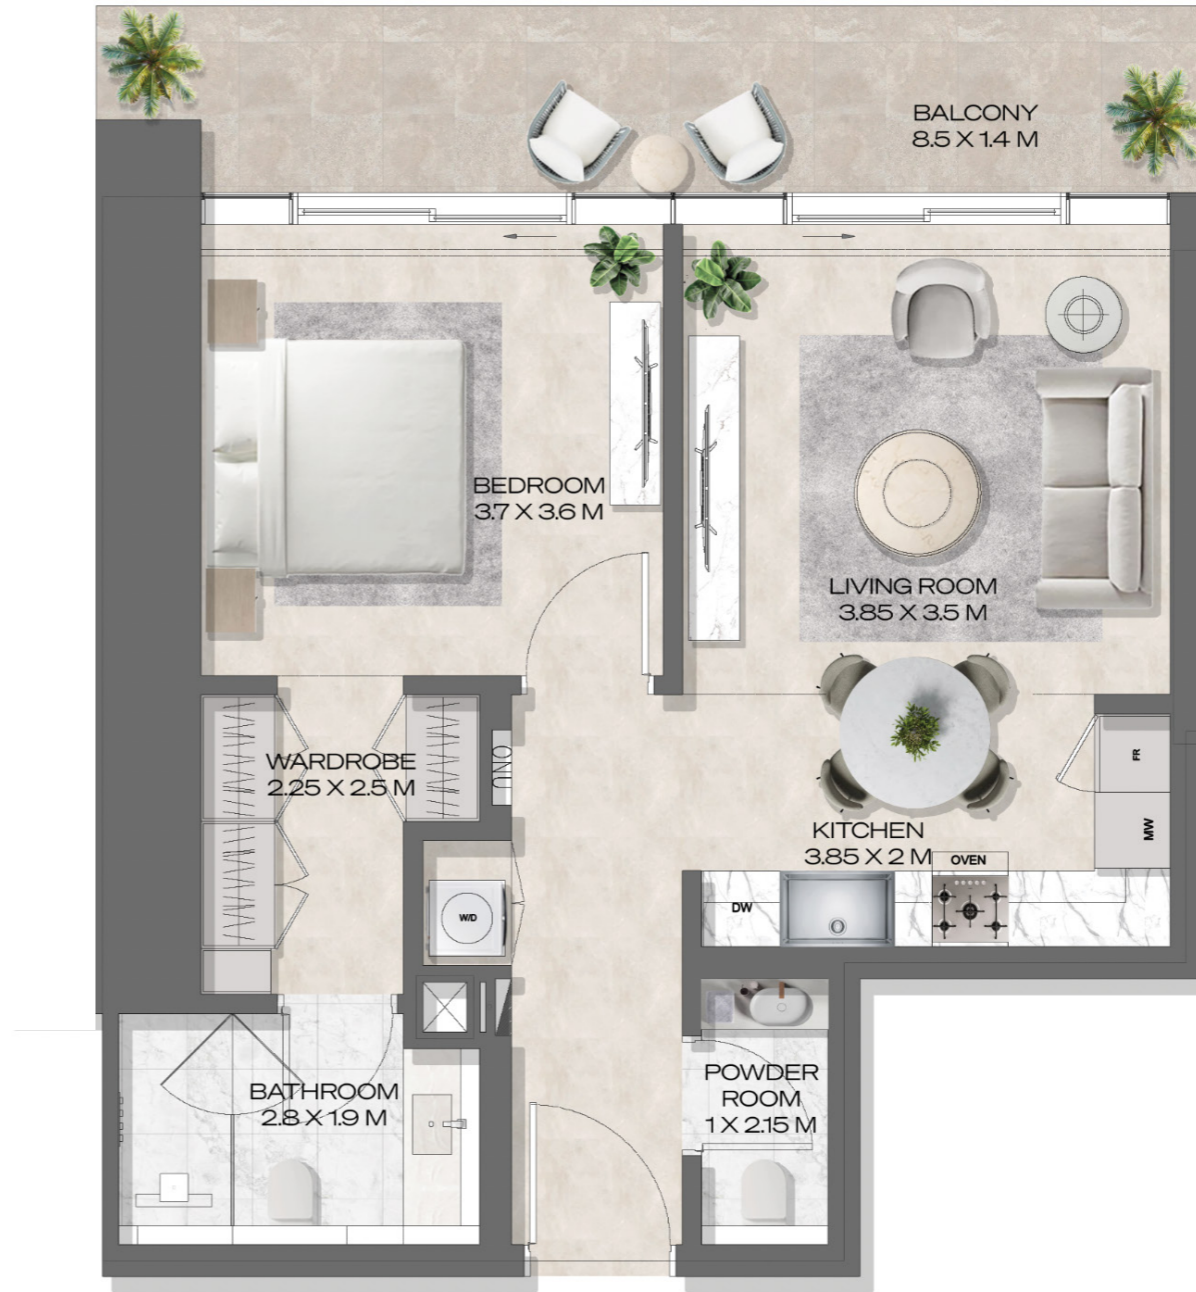 BALCONY
8.5 X 1.4 M
BEDROOM
3.7 X 3.6 M
LIVING ROOM
3.85 X 3.5 M
WARDROBE
2.25 X 2.5 M
ONU
FR
MW
KITCHEN
3.85 X 2 M
OVEN
DW
W/D
BATHROOM
2.8 X 1.9 M
POWDER
ROOM
1 X 2.15 M